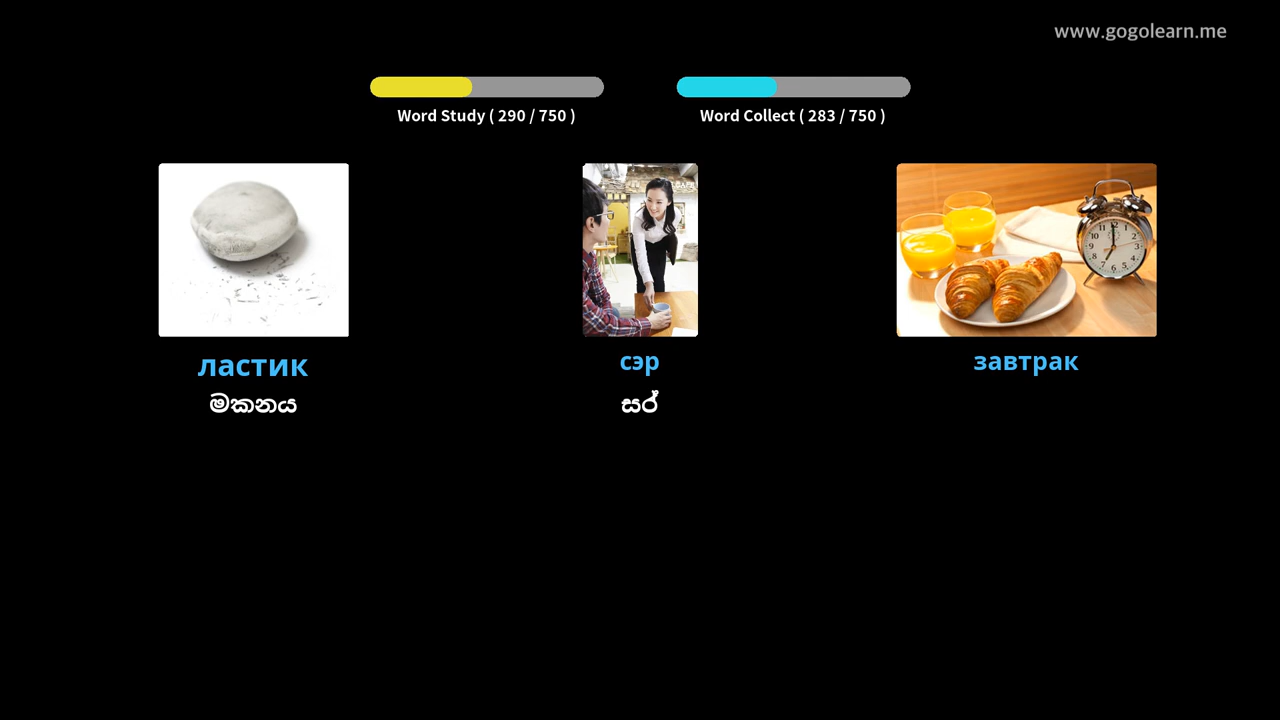 www.gogolearn.me
Word Study ( 290 / 750 )
Word Collect ( 283 / 750 )
ластик
сэр
завтрак
මකනය
සර්